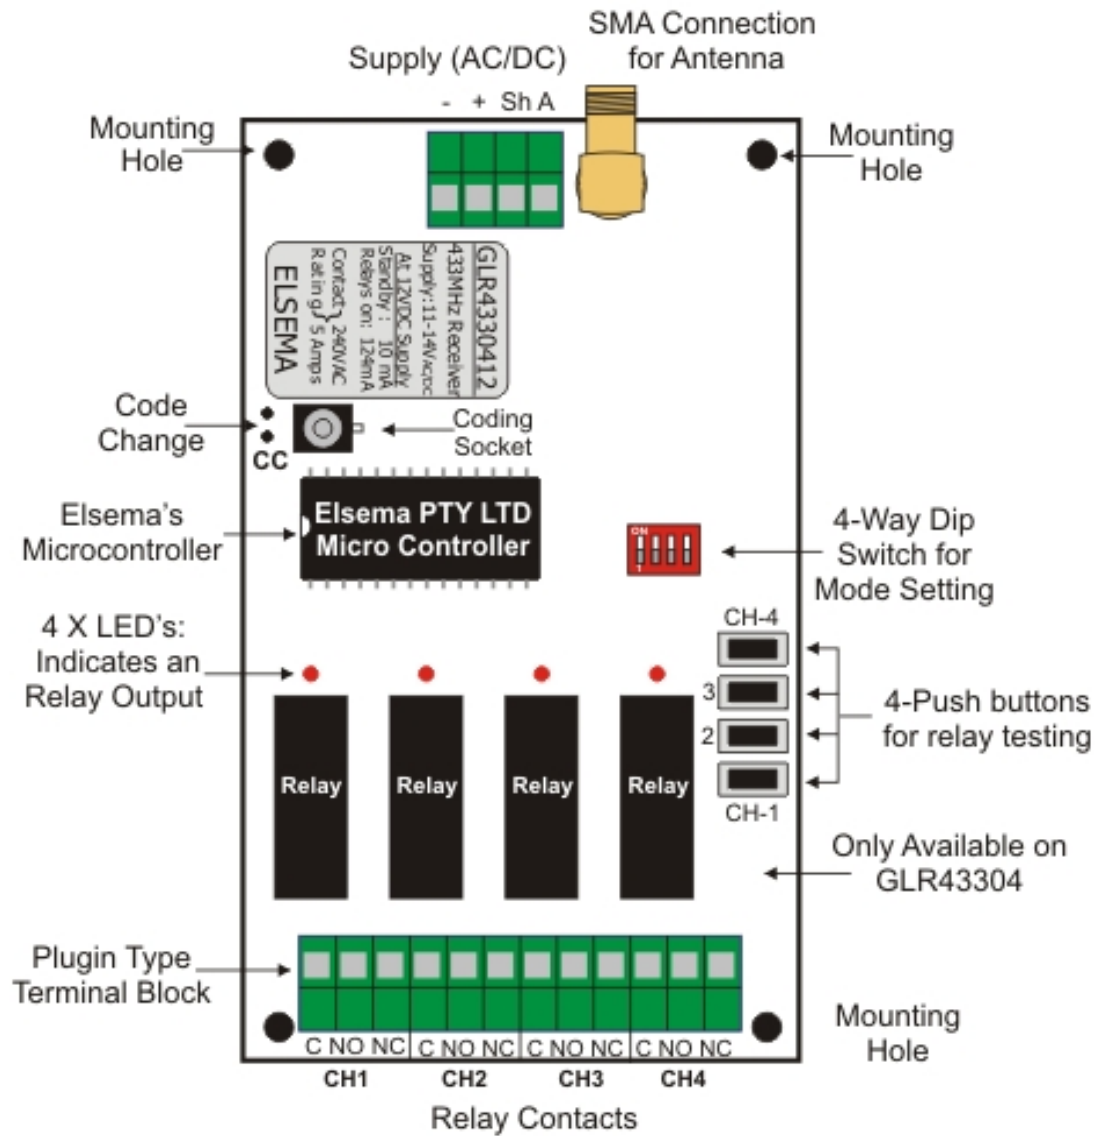 SMA Connection
for Antenna
Supply (AC/DC)
- + Sh A
Mounting
Hole
Mounting
Hole
GLR4330412
433MHz Receiver
Supply:11-14VAC/DC
At 12VDC Supply
Standby : 10 mA
Relays on: 124mA
Contact} 240VAC
Rating} 5 Amps
ELSEMA
Code
Change
CC
Coding
Socket
Elsema's
Microcontroller
Elsema PTY LTD
Micro Controller
ON
1
4-Way Dip
Switch for
Mode Setting
4 X LED's:
Indicates an
Relay Output
CH-4
3
2
CH-1
4-Push buttons
for relay testing
Relay Relay Relay Relay
Only Available on
GLR43304
Plugin Type
Terminal Block
Mounting
Hole
C NO NC C NO NC C NO NC C NO NC
CH1 CH2 CH3 CH4
Relay Contacts